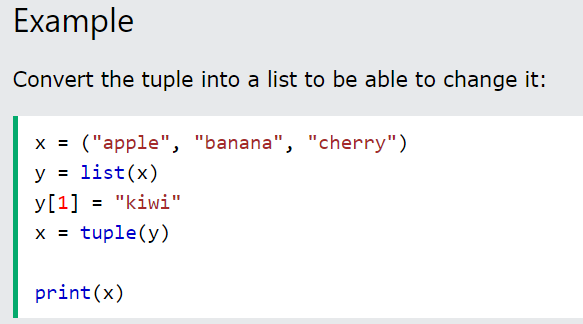 Example
Convert the tuple into a list to be able to change it:
x = ("apple", "banana", "cherry")
y = list(x)
y[1] = "kiwi"
x = tuple(y)
print(x)